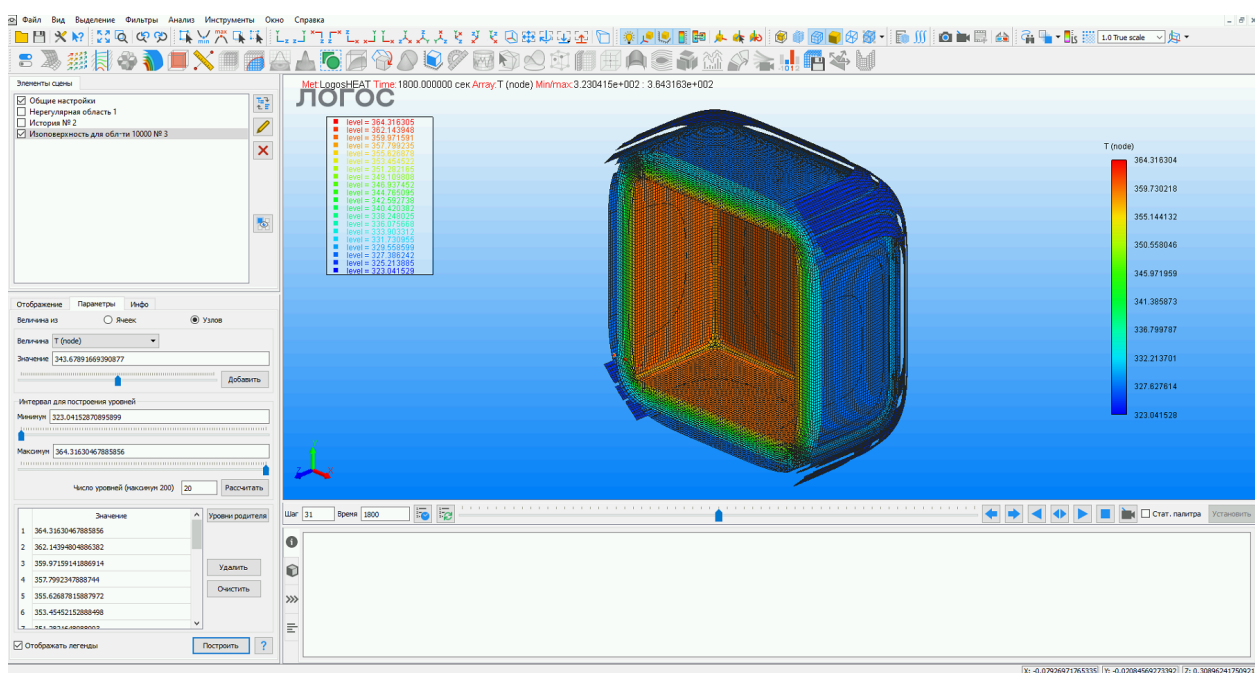 Файл Вид Выделение Фильтры Анализ Инструменты Окно Справка
1.0 True scale
Элементы сцены
Общие настройки
Нерегулярная область 1
История № 2
Изоповерхность для обл-ти 10000 № 3
Отображение Параметры Инфо
Величина из Ячеек Узлов
Величина T (node)
Значение 343.67891669390877
Добавить
Интервал для построения уровней
Минимум 323.04152870895899
Максимум 364.31630467885856
Число уровней (максимум 200) 20 Рассчитать
Значение Уровни родителя
1 364.31630467885856
2 362.14394804886382
3 359.97159141886914
4 357.7992347888744
5 355.62687815887972
6 353.45452152888498
Удалить
Очистить
Отображать легенды Построить ?
Met:LogosHEAT Time:1800.000000 сек Array:T (node) Min/max:3.230415e+002 : 3.643163e+002
ЛОГОС
level = 364.316305
level = 362.143948
level = 359.971591
level = 357.799235
level = 346.937452
level = 344.765095
level = 342.592739
level = 340.420382
level = 338.248025
level = 336.075668
level = 333.903312
level = 331.730955
level = 329.558599
level = 327.386242
level = 325.213885
level = 323.041529
T (node)
364.316304
359.730218
355.144132
350.558046
345.971959
341.385873
336.799787
332.213701
327.627614
323.041528
Шаг 31 Время 1800 Стат. палитра Установить
X: -0.07926971765335 Y: -0.02084569273392 Z: 0.30896241750921